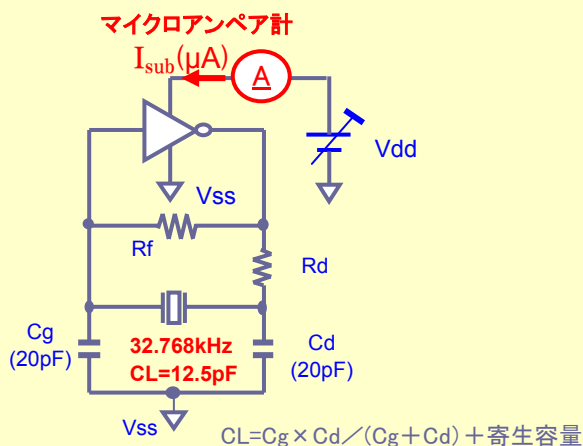 マイクロアンペア計
Isub(μA)
A
Vdd
Vss
Rf
Rd
Cg
(20pF)
32.768kHz
CL=12.5pF
Cd
(20pF)
Vss
CL=Cg×Cd／(Cg＋Cd)＋寄生容量